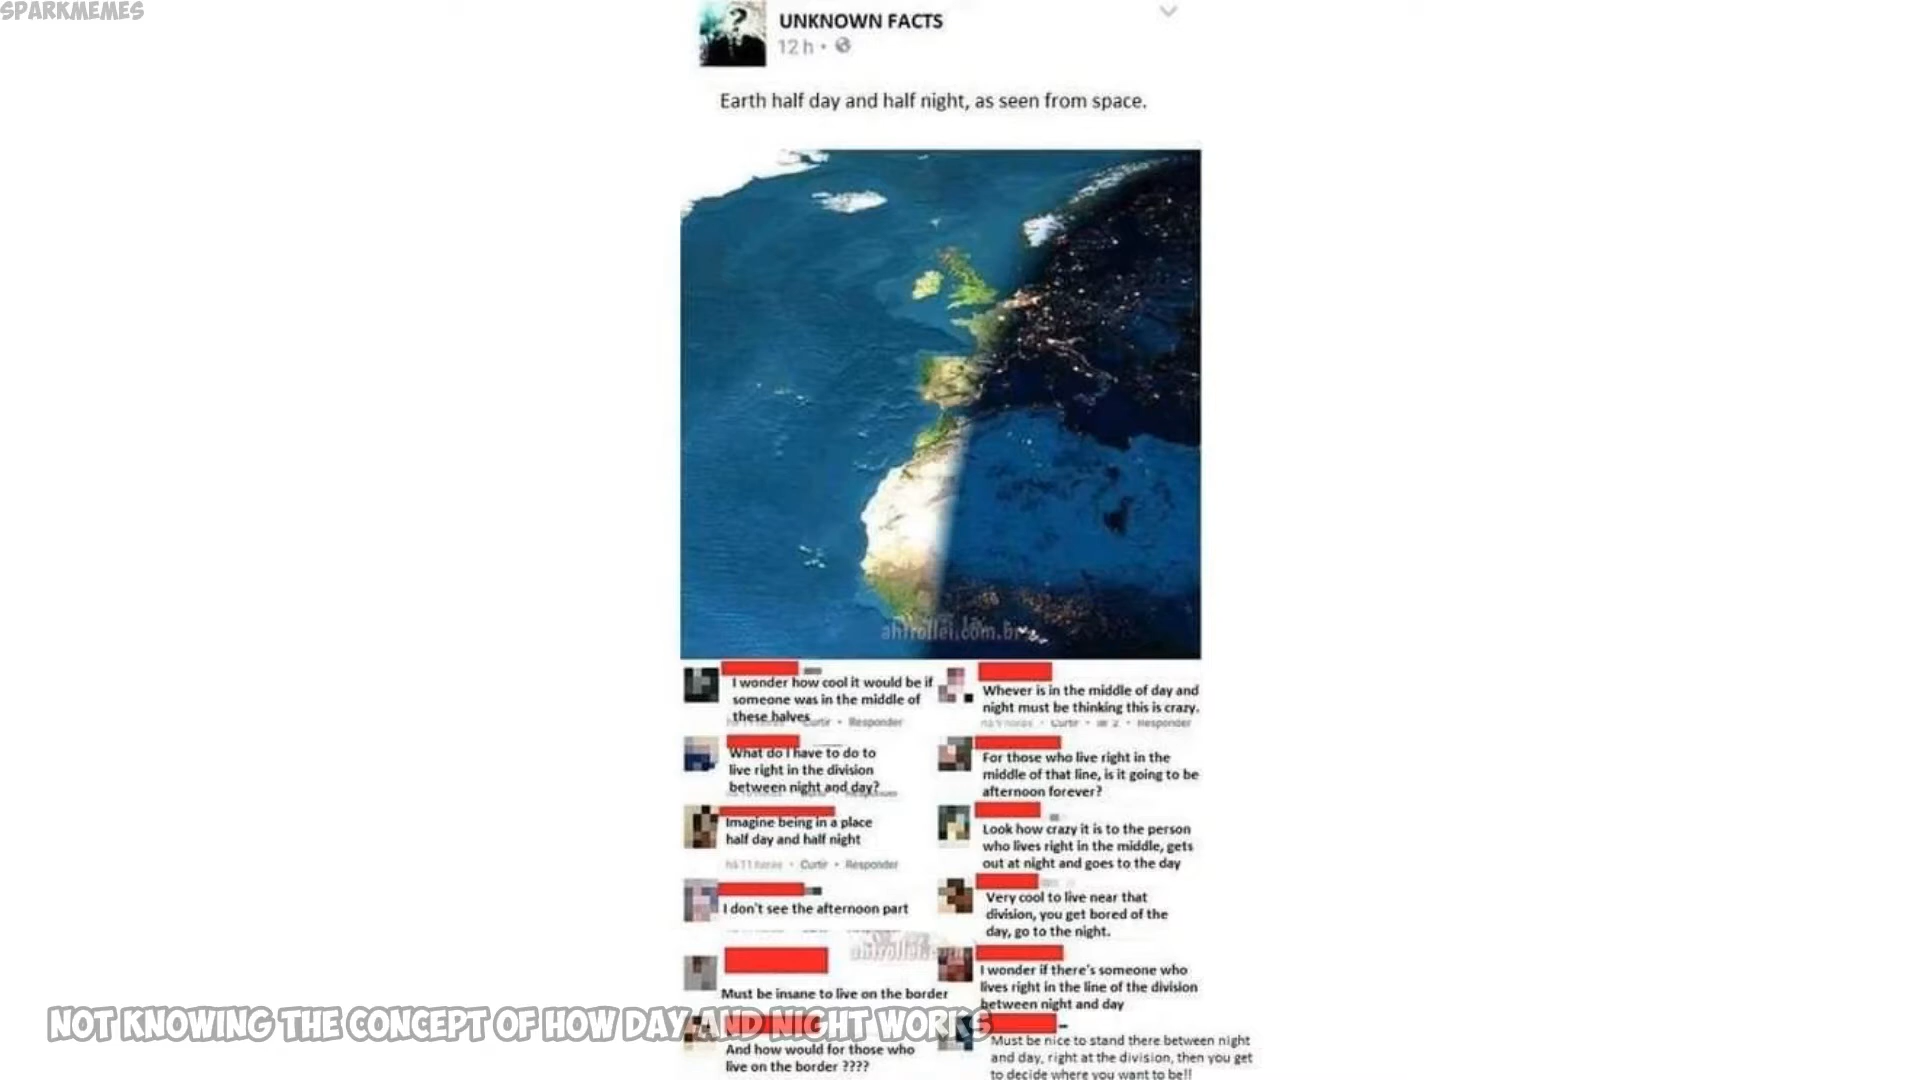 SPARKMEMES
UNKNOWN FACTS
12 h
Earth half day and half night, as seen from space.
ahtrollei.com.br
I wonder how cool it would be if
someone was in the middle of
these halves
Curtir • Responder
Whever is in the middle of day and
night must be thinking this is crazy.
Curtir • 2 • Responder
What do I have to do to
live right in the division
between night and day?
For those who live right in the
middle of that line, is it going to be
afternoon forever?
Imagine being in a place
half day and half night
há 11 horas • Curtir • Responder
Look how crazy it is to the person
who lives right in the middle, gets
out at night and goes to the day
I don't see the afternoon part
Very cool to live near that
division, you get bored of the
day, go to the night.
Must be insane to live on the border
I wonder if there's someone who
lives right in the line of the division
between night and day
NOT KNOWING THE CONCEPT OF HOW DAY AND NIGHT WORKS
And how would for those who
live on the border ????
Must be nice to stand there between night
and day, right at the division, then you get
to decide where you want to be!!